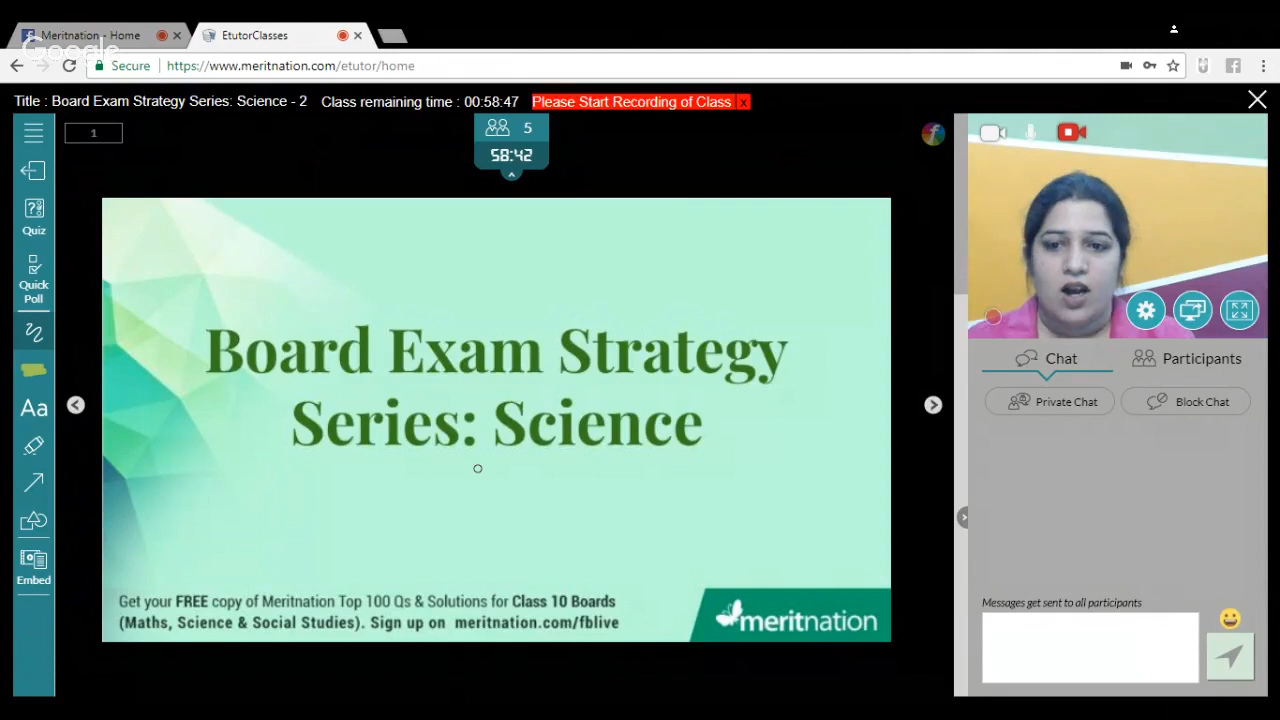 Meritnation - Home
EtutorClasses
Google
Secure https://www.meritnation.com/etutor/home
Title : Board Exam Strategy Series: Science - 2 Class remaining time : 00:58:47 Please Start Recording of Class x
1
5
58:42
Quiz
Quick
Poll
Aa
Embed
Board Exam Strategy
Series: Science
Get your FREE copy of Meritnation Top 100 Qs & Solutions for Class 10 Boards
(Maths, Science & Social Studies). Sign up on meritnation.com/fblive
meritnation
Chat
Participants
Private Chat
Block Chat
Messages get sent to all participants